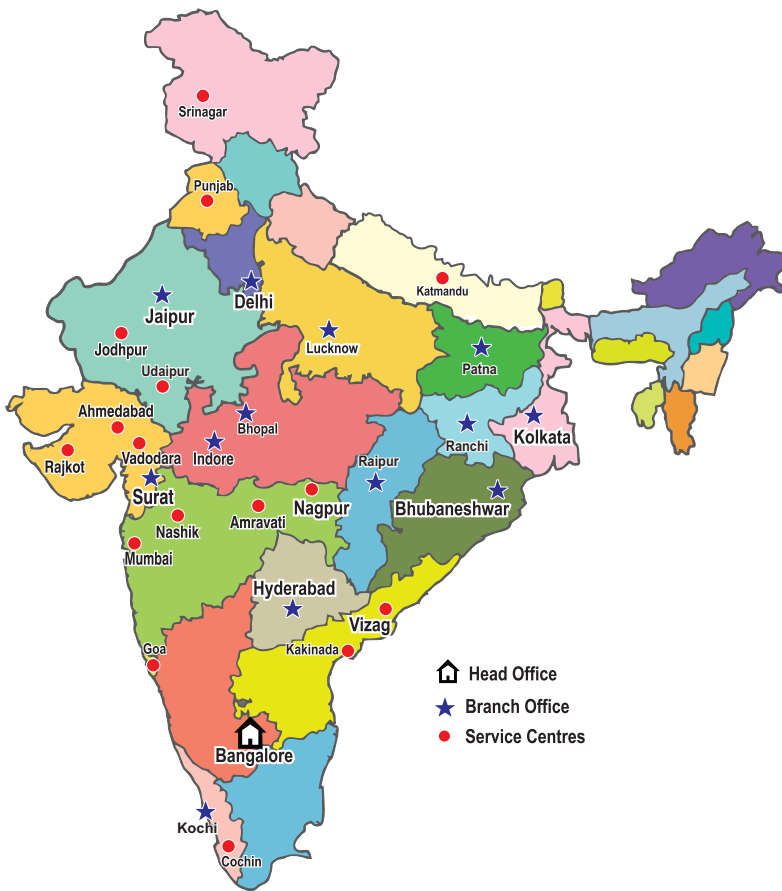 Srinagar
Punjab
Katmandu
Delhi
Jaipur
Jodhpur
Lucknow
Patna
Udaipur
Ahmedabad
Bhopal
Kolkata
Ranchi
Vadodara
Indore
Rajkot
Raipur
Surat
Nagpur
Bhubaneshwar
Amravati
Nashik
Mumbai
Hyderabad
Vizag
Goa
Kakinada
Head Office
Branch Office
Service Centres
Bangalore
Kochi
Cochin